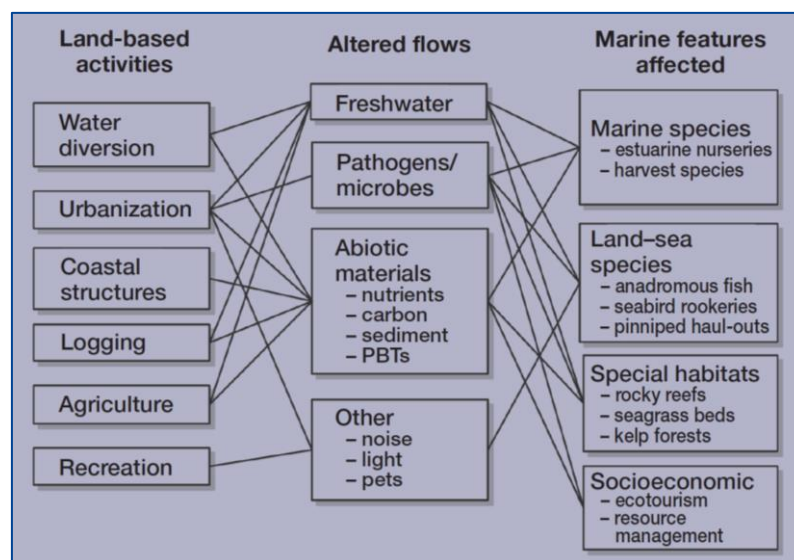 Land-based
activities
Altered flows
Marine features
affected
Water
diversion
Urbanization
Coastal
structures
Logging
Agriculture
Recreation
Freshwater
Pathogens/
microbes
Abiotic
materials
– nutrients
– carbon
– sediment
– PBTs
Other
– noise
– light
– pets
Marine species
– estuarine nurseries
– harvest species
Land–sea
species
– anadromous fish
– seabird rookeries
– pinniped haul-outs
Special habitats
– rocky reefs
– seagrass beds
– kelp forests
Socioeconomic
– ecotourism
– resource
management